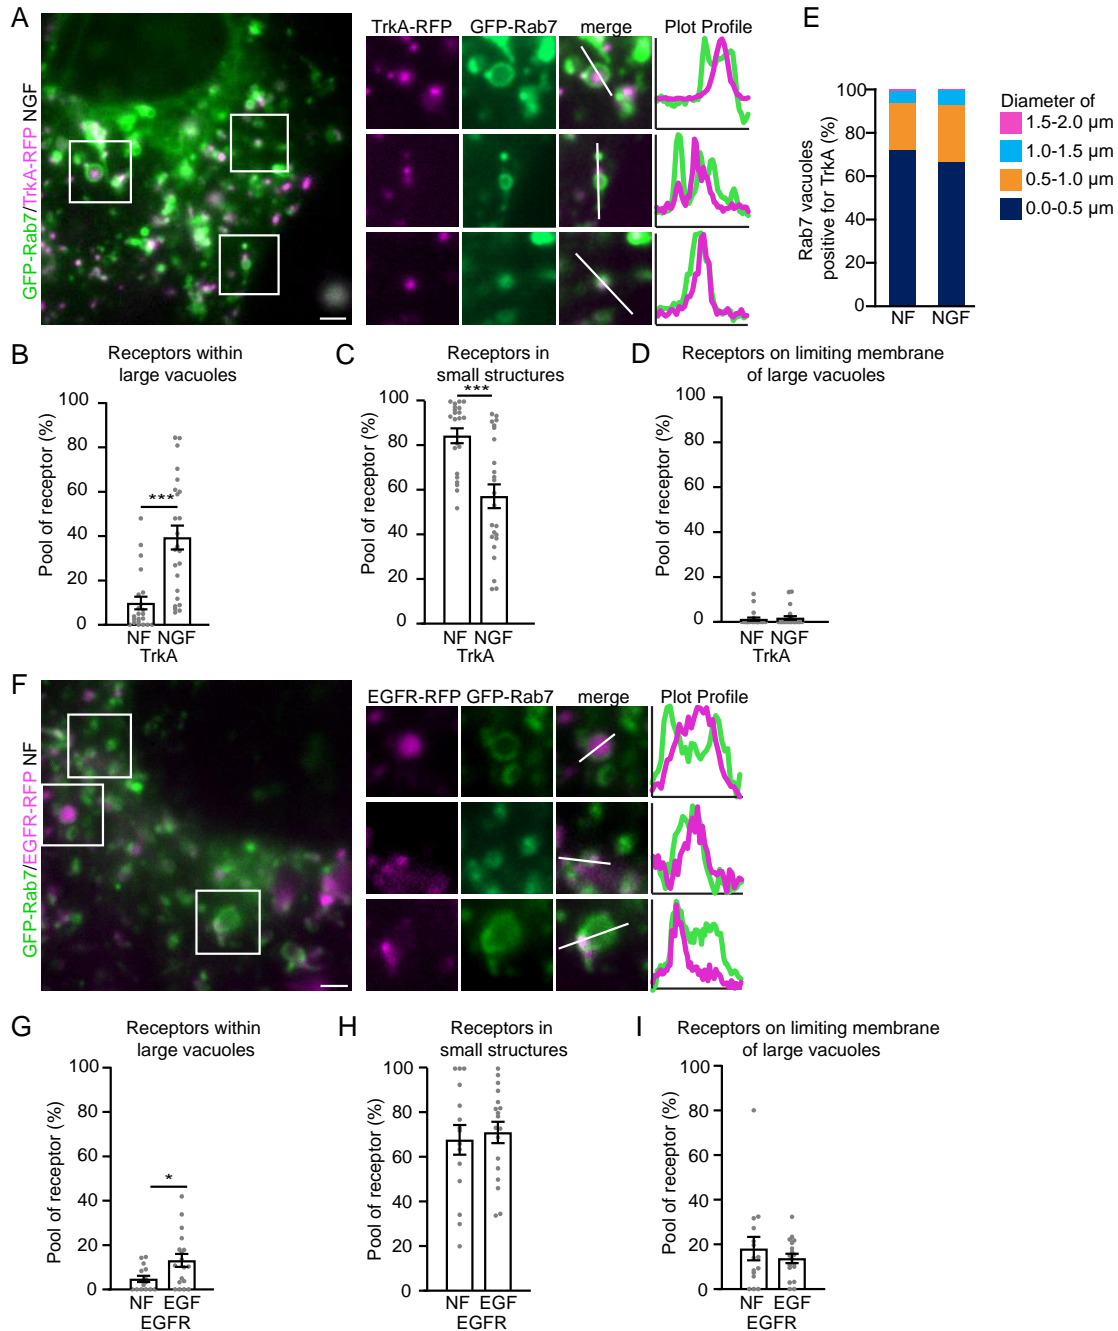 A
GFP-Rab7/TrkA-RFP NGF
TrkA-RFP GFP-Rab7 merge Plot Profile
E
Rab7 vacuoles
positive for TrkA (%)
100
80
60
40
20
0
NF NGF
Diameter of
1.5-2.0 µm
1.0-1.5 µm
0.5-1.0 µm
0.0-0.5 µm
B
Receptors within
large vacuoles
Pool of receptor (%)
100
80
60
40
20
0
***
NF NGF
TrkA
C
Receptors in
small structures
Pool of receptor (%)
100
80
60
40
20
0
***
NF NGF
TrkA
D
Receptors on limiting membrane
of large vacuoles
Pool of receptor (%)
100
80
60
40
20
0
NF NGF
TrkA
F
GFP-Rab7/EGFR-RFP NF
EGFR-RFP GFP-Rab7 merge Plot Profile
G
Receptors within
large vacuoles
Pool of receptor (%)
100
80
60
40
20
0
*
NF EGF
EGFR
H
Receptors in
small structures
Pool of receptor (%)
100
80
60
40
20
0
NF EGF
EGFR
I
Receptors on limiting membrane
of large vacuoles
Pool of receptor (%)
100
80
60
40
20
0
NF EGF
EGFR